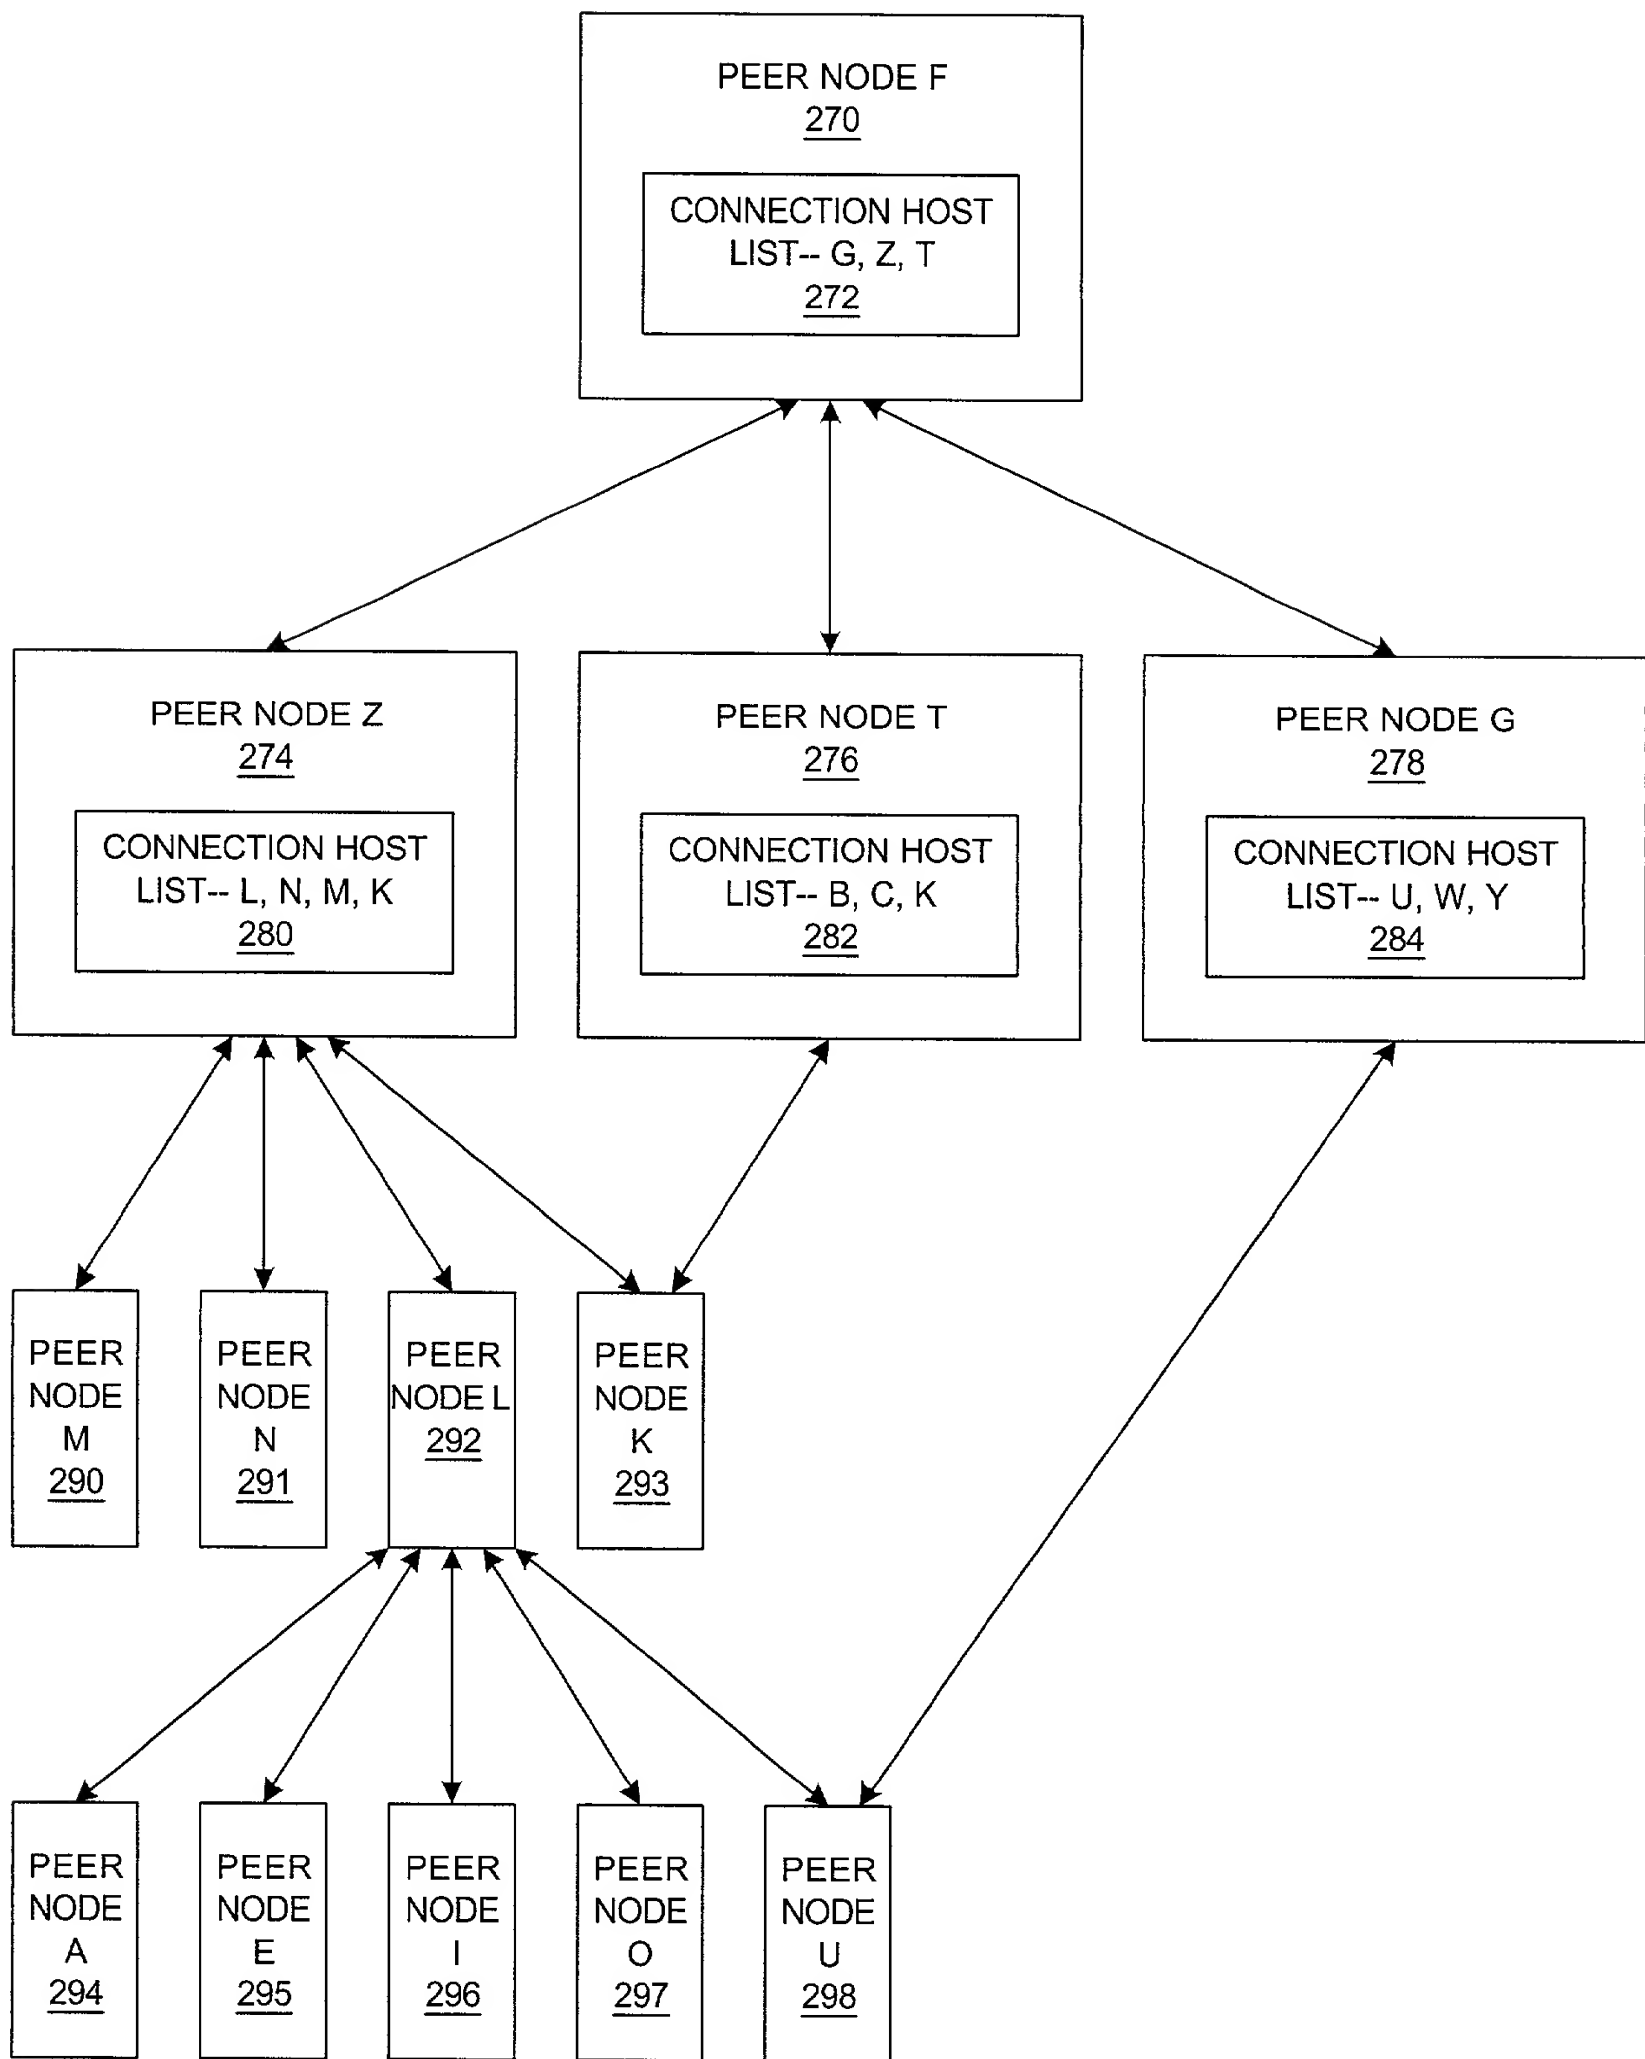 PEER NODE F
270
CONNECTION HOST
LIST-- G, Z, T
272
PEER NODE Z
274
CONNECTION HOST
LIST-- L, N, M, K
280
PEER NODE T
276
CONNECTION HOST
LIST-- B, C, K
282
PEER NODE G
278
CONNECTION HOST
LIST-- U, W, Y
284
PEER
NODE
M
290
PEER
NODE
N
291
PEER
NODE L
292
PEER
NODE
K
293
PEER
NODE
A
294
PEER
NODE
E
295
PEER
NODE
I
296
PEER
NODE
O
297
PEER
NODE
U
298